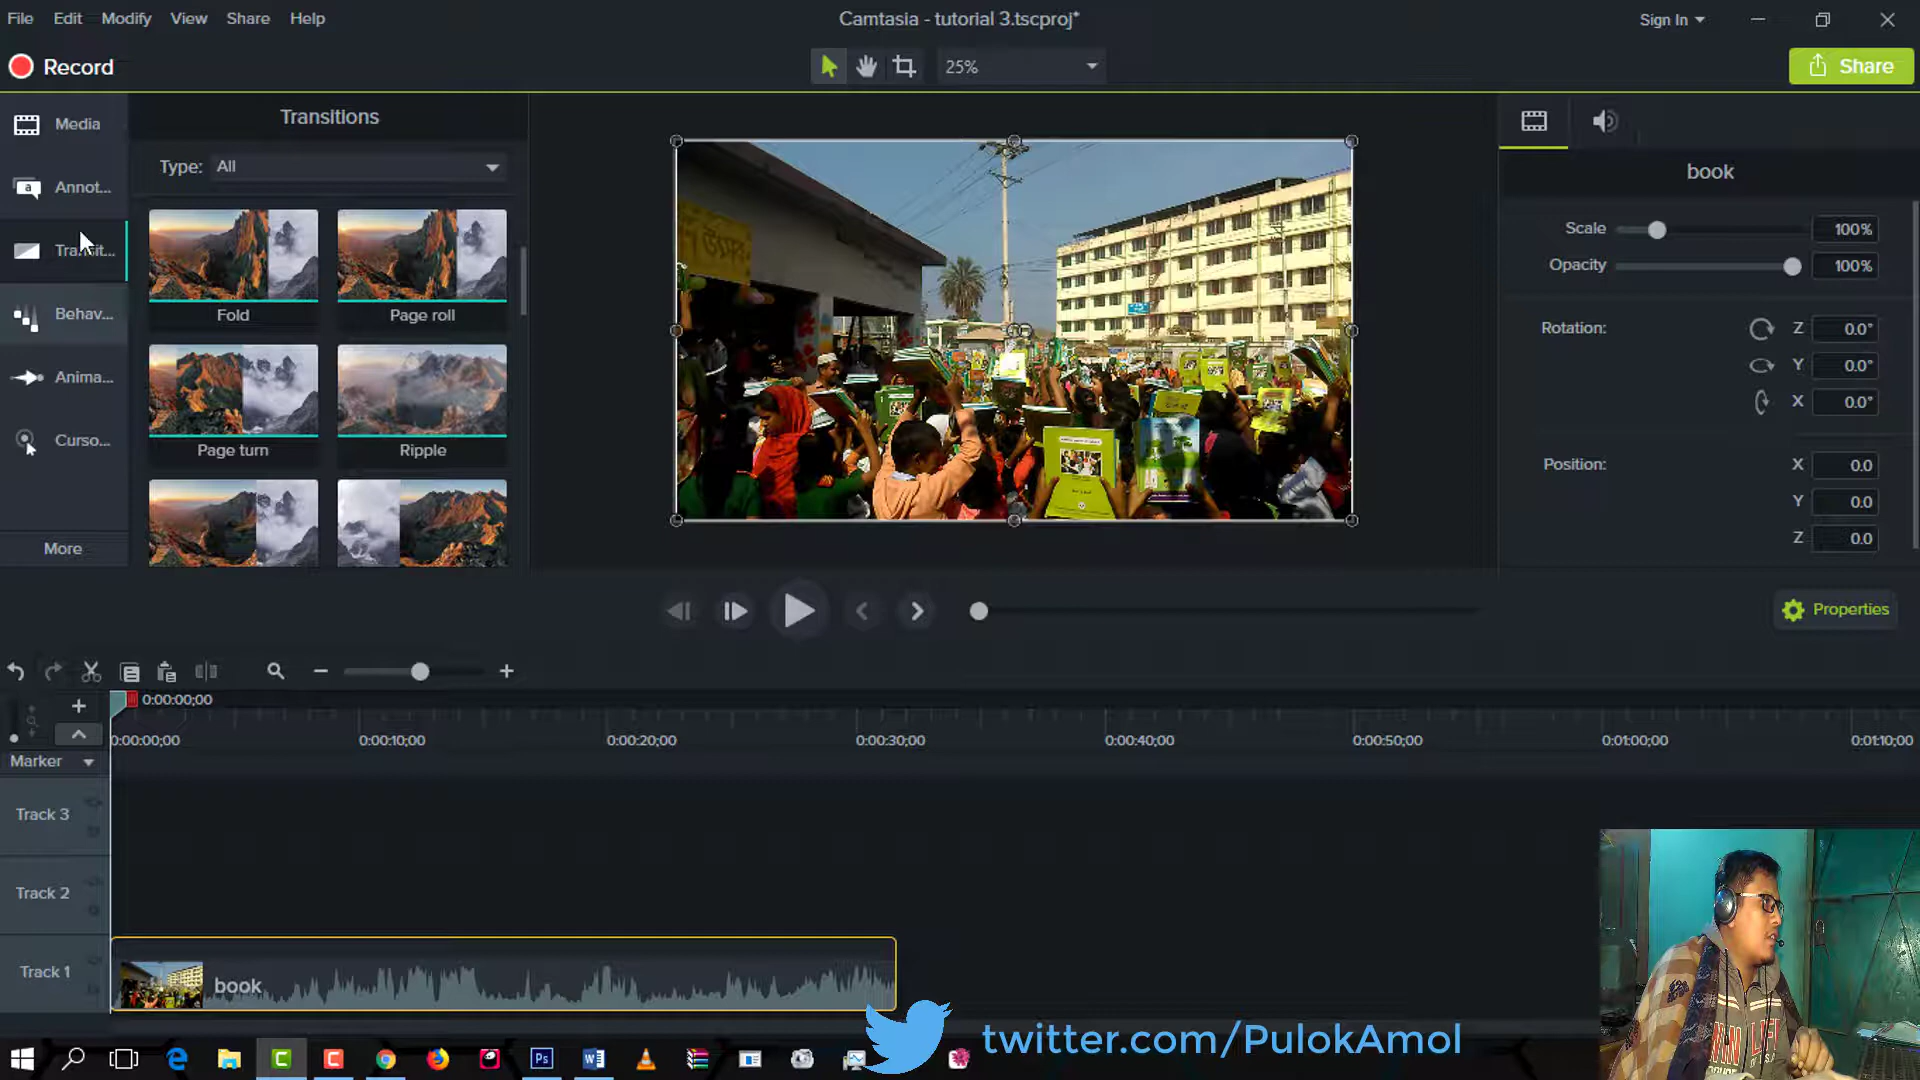 File Edit Modify View Share Help
Camtasia - tutorial 3.tscproj*
Sign In
Record
25%
Share
Media
Annot...
Transit...
Behav...
Anima...
Curso...
More
Transitions
Type: All
Fold
Page roll
Page turn
Ripple
book
Scale 100%
Opacity 100%
Rotation: Z 0.0°
Y 0.0°
X 0.0°
Position: X 0.0
Y 0.0
Z 0.0
Properties
0:00:00;00
0:00:00;00 0:00:10;00 0:00:20;00 0:00:30;00 0:00:40;00 0:00:50;00 0:01:00;00 0:01:10;00
Marker
Track 3
Track 2
Track 1
book
twitter.com/PulokAmol